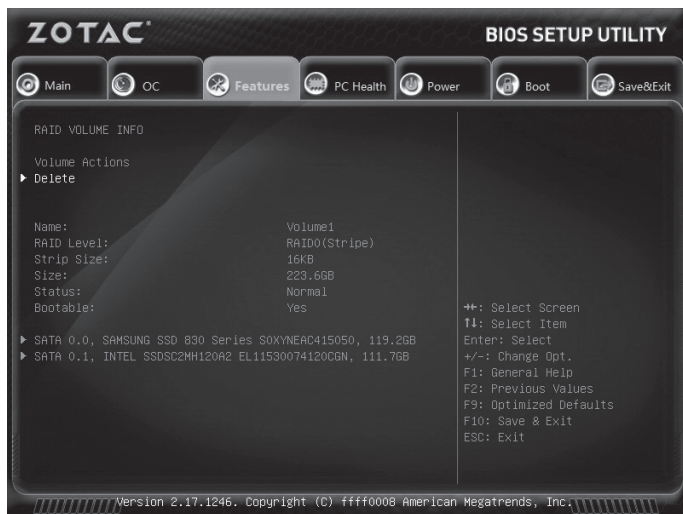 ZOTAC
BIOS SETUP UTILITY
Main OC Features PC Health Power Boot Save&Exit
RAID VOLUME INFO
Volume Actions
Delete
Name: Volume1
RAID Level: RAID0(Stripe)
Strip Size: 16KB
Size: 223.6GB
Status: Normal
Bootable: Yes
SATA 0.0, SAMSUNG SSD 830 Series S0XYNEAC415050, 119.2GB
SATA 0.1, INTEL SSDSC2MH120A2 EL11530074120CGN, 111.7GB
→←: Select Screen
↑↓: Select Item
Enter: Select
+/-: Change Opt.
F1: General Help
F2: Previous Values
F9: Optimized Defaults
F10: Save & Exit
ESC: Exit
Version 2.17.1246. Copyright (C) ffff0008 American Megatrends, Inc.